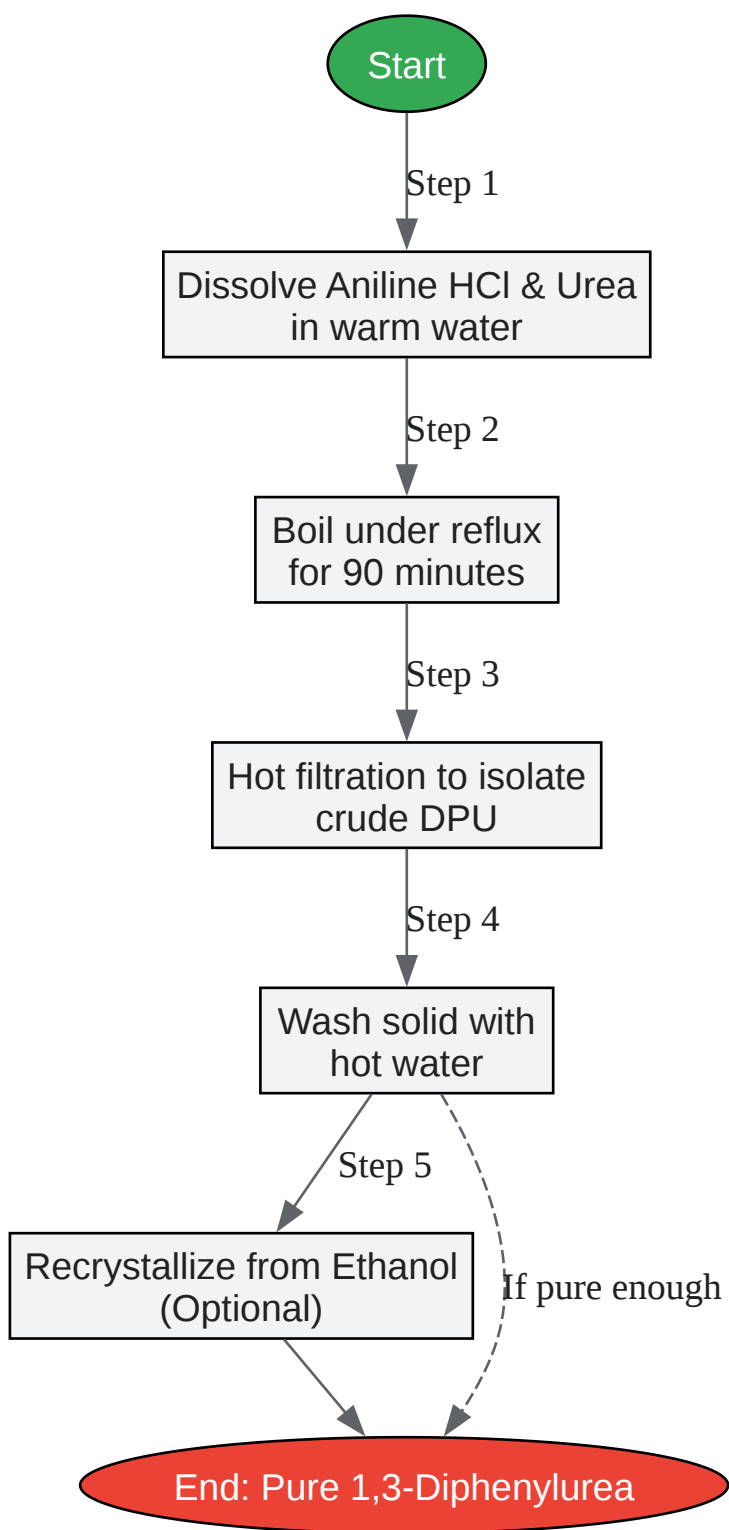 Start
Step 1
Dissolve Aniline HCl & Urea
in warm water
Step 2
Boil under reflux
for 90 minutes
Step 3
Hot filtration to isolate
crude DPU
Step 4
Wash solid with
hot water
Step 5
Recrystallize from Ethanol
(Optional)
If pure enough
End: Pure 1,3-Diphenylurea